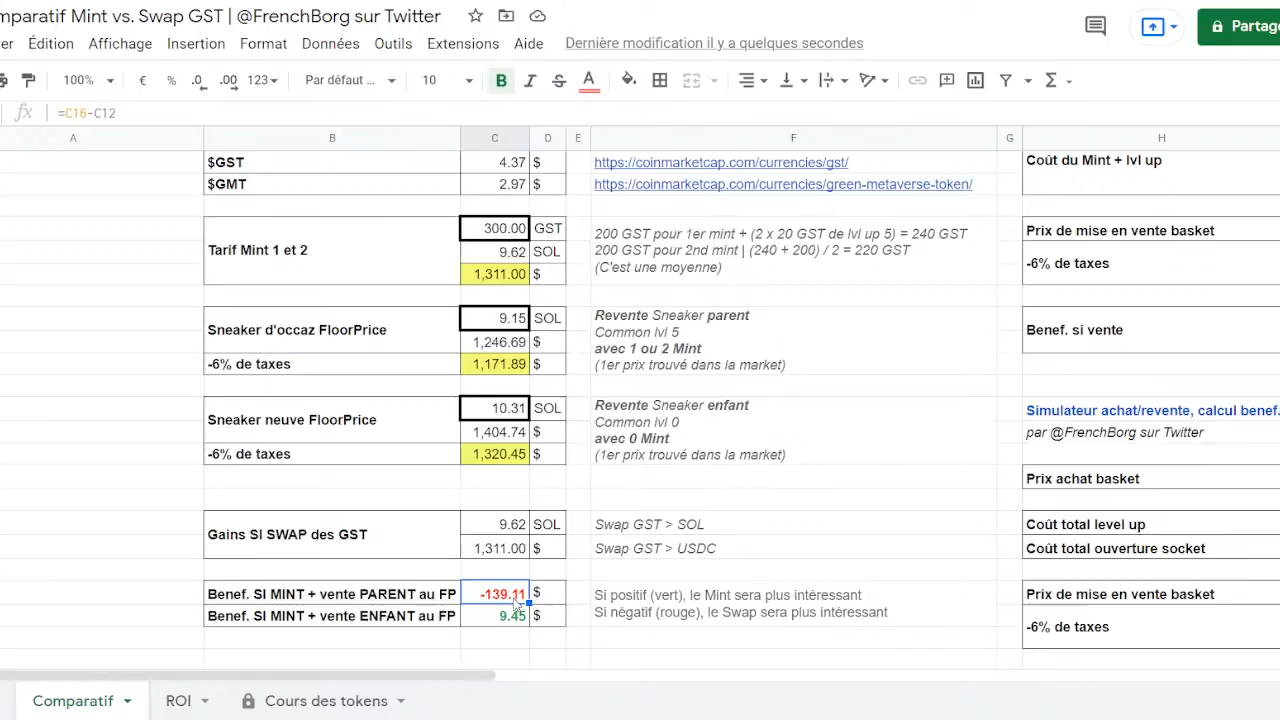 mparatif Mint vs. Swap GST | @FrenchBorg sur Twitter
er Édition Affichage Insertion Format Données Outils Extensions Aide Dernière modification il y a quelques secondes
Partage
100% € % .0 .00 123 Par défaut ... 10 B I S A Σ
fx =C16-C12
A B C D E F G H
$GST 4.37 $ https://coinmarketcap.com/currencies/gst/ Coût du Mint + lvl up
$GMT 2.97 $ https://coinmarketcap.com/currencies/green-metaverse-token/
Tarif Mint 1 et 2
300.00 GST
9.62 SOL
1,311.00 $
200 GST pour 1er mint + (2 x 20 GST de lvl up 5) = 240 GST
200 GST pour 2nd mint | (240 + 200) / 2 = 220 GST
(C'est une moyenne)
Prix de mise en vente basket
-6% de taxes
Sneaker d'occaz FloorPrice
-6% de taxes
9.15 SOL
1,246.69 $
1,171.89 $
Revente Sneaker parent
Common lvl 5
avec 1 ou 2 Mint
(1er prix trouvé dans la market)
Benef. si vente
Sneaker neuve FloorPrice
-6% de taxes
10.31 SOL
1,404.74 $
1,320.45 $
Revente Sneaker enfant
Common lvl 0
avec 0 Mint
(1er prix trouvé dans la market)
Simulateur achat/revente, calcul benef.
par @FrenchBorg sur Twitter
Prix achat basket
Gains SI SWAP des GST
9.62 SOL
1,311.00 $
Swap GST > SOL
Swap GST > USDC
Coût total level up
Coût total ouverture socket
Benef. SI MINT + vente PARENT au FP -139.11 $
Benef. SI MINT + vente ENFANT au FP 9.45 $
Si positif (vert), le Mint sera plus intéressant
Si négatif (rouge), le Swap sera plus intéressant
Prix de mise en vente basket
-6% de taxes
Comparatif ROI Cours des tokens